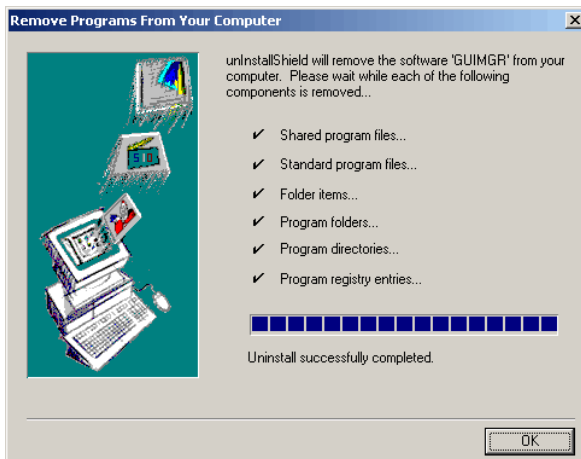 Remove Programs From Your Computer
unInstallShield will remove the software 'GUIMGR' from your
computer. Please wait while each of the following
components is removed...
Shared program files...
Standard program files...
Folder items...
Program folders...
Program directories...
Program registry entries...
Uninstall successfully completed.
OK